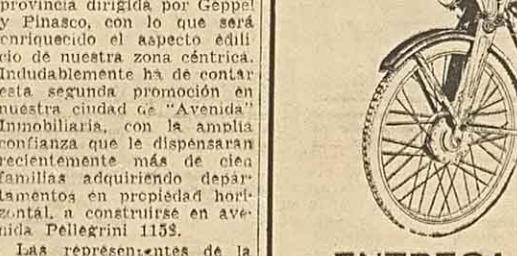 provincia dirigida por Geppel
y Pinasco, con lo que será
enriquecido el aspecto edili-
cio de nuestra zona céntrica.
Indudablemente ha de contar
esta segunda promoción en
nuestra ciudad de "Avenida"
Inmobiliaria, con la amplia
confianza que le dispensaran
recientemente más de cien
familias adquiriendo depar-
tamentos en propiedad hori-
zontal, a construirse en ave-
nida Pellegrini 1158.
Las representantes de la
ENTREGA